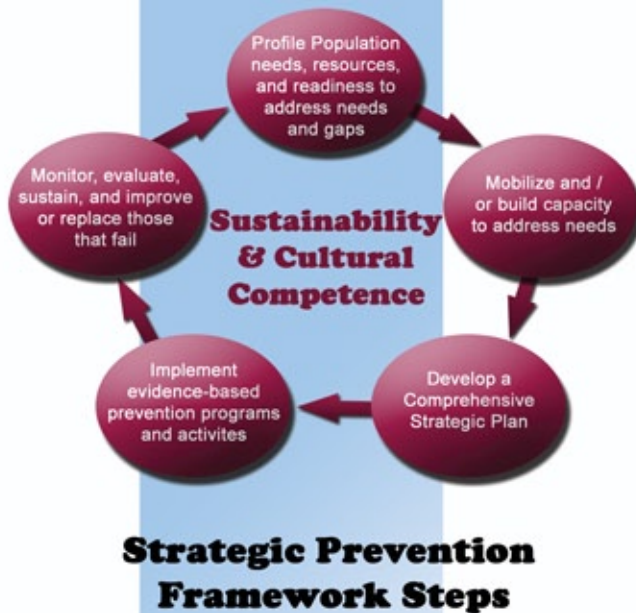 Profile Population
needs, resources,
and readiness to
address needs
and gaps
Mobilize and /
or build capacity
to address needs
Develop a
Comprehensive
Strategic Plan
Implement
evidence-based
prevention programs
and activites
Monitor, evaluate,
sustain, and improve
or replace those
that fail
Sustainability
& Cultural
Competence
Strategic Prevention
Framework Steps